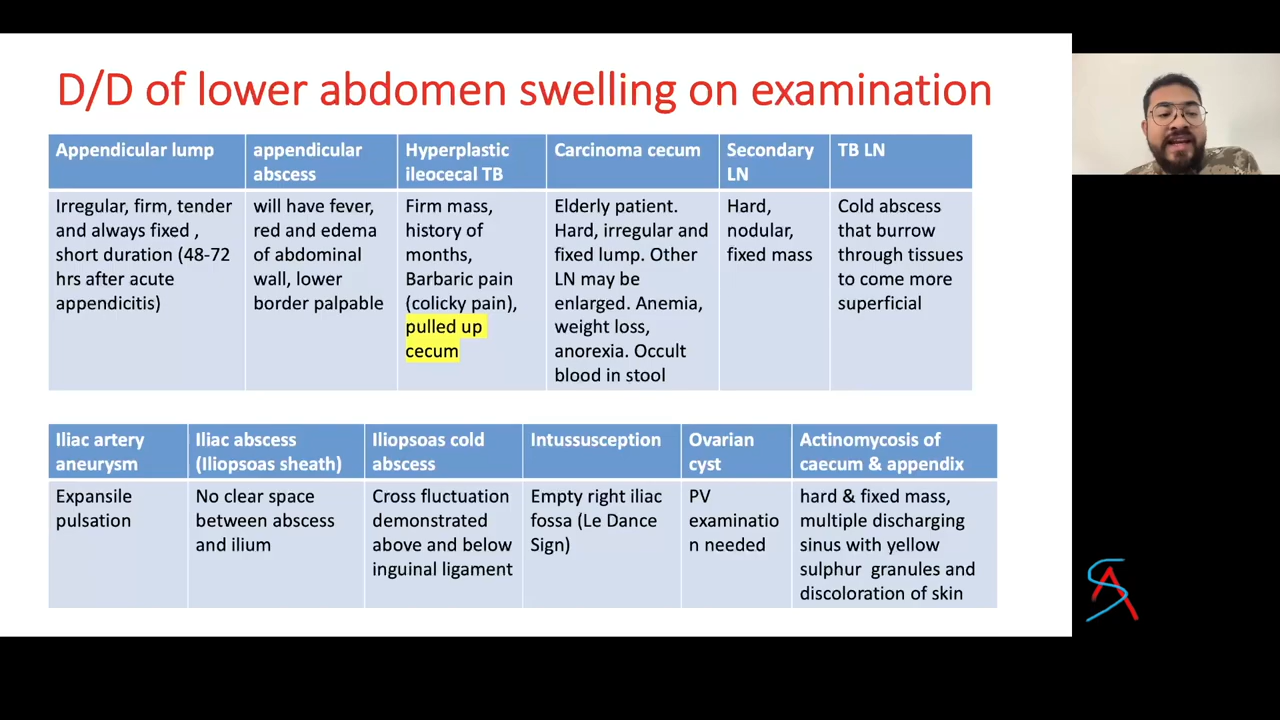 D/D of lower abdomen swelling on examination
Appendicular lump
appendicular
abscess
Hyperplastic
ileocecal TB
Carcinoma cecum
Secondary
LN
TB LN
Irregular, firm, tender
and always fixed ,
short duration (48-72
hrs after acute
appendicitis)
will have fever,
red and edema
of abdominal
wall, lower
border palpable
Firm mass,
history of
months,
Barbaric pain
(colicky pain),
pulled up
cecum
Elderly patient.
Hard, irregular and
fixed lump. Other
LN may be
enlarged. Anemia,
weight loss,
anorexia. Occult
blood in stool
Hard,
nodular,
fixed mass
Cold abscess
that burrow
through tissues
to come more
superficial
Iliac artery
aneurysm
Iliac abscess
(Iliopsoas sheath)
Iliopsoas cold
abscess
Intussusception
Ovarian
cyst
Actinomycosis of
caecum & appendix
Expansile
pulsation
No clear space
between abscess
and ilium
Cross fluctuation
demonstrated
above and below
inguinal ligament
Empty right iliac
fossa (Le Dance
Sign)
PV
examinatio
n needed
hard & fixed mass,
multiple discharging
sinus with yellow
sulphur granules and
discoloration of skin
SA